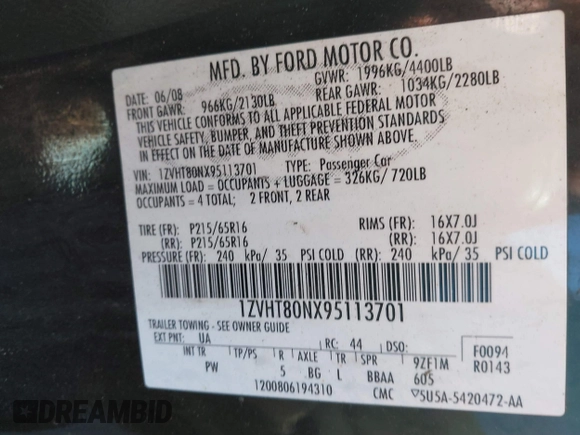 MFD. BY FORD MOTOR CO.
DATE: 06/08 GVWR: 1996KG/4400LB
FRONT GAWR: 966KG/2130LB REAR GAWR: 1034KG/2280LB
THIS VEHICLE CONFORMS TO ALL APPLICABLE FEDERAL MOTOR
VEHICLE SAFETY, BUMPER, AND THEFT PREVENTION STANDARDS
IN EFFECT ON THE DATE OF MANUFACTURE SHOWN ABOVE.
VIN: 1ZVHT80NX95113701 TYPE: Passenger Car
MAXIMUM LOAD = OCCUPANTS + LUGGAGE = 326KG/ 720LB
OCCUPANTS = 4 TOTAL; 2 FRONT, 2 REAR
TIRE (FR): P215/65R16 RIMS (FR): 16X7.0J
(RR): P215/65R16 (RR): 16X7.0J
PRESSURE (FR): 240 kPa/ 35 PSI COLD (RR): 240 kPa/ 35 PSI COLD
1ZVHT80NX95113701
TRAILER TOWING - SEE OWNER GUIDE
EXT PNT: UA RC: 44 DSO: F0094
INT TR TP/PS R AXLE TR SPR 9ZF1M R0143
PW 5 BG L BBAA 605
1200806194310 CMC ▽5U5A-5420472-AA
DREAMBID